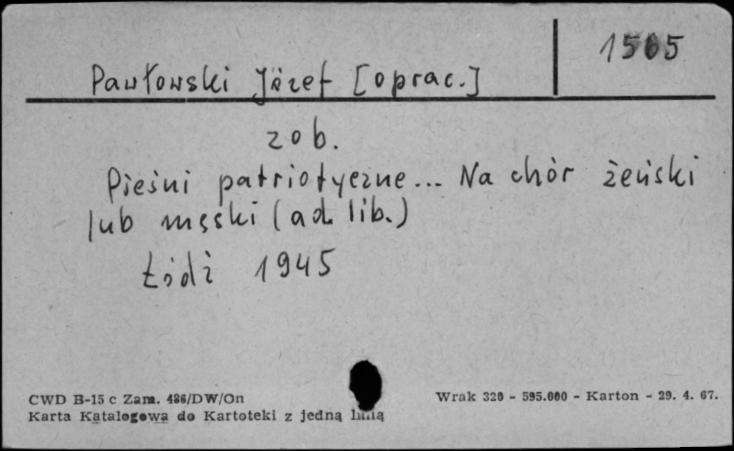 1505
Pawłowski Józef [oprac.]
zob.
Pieśni patriotyczne... Na chór żeński
lub męski (ad lib.)
Łódź 1945
CWD B-15 c Zam. 486/DW/On
Karta Katalogowa do Kartoteki z jedną linią
Wrak 320 - 595.000 - Karton - 29. 4. 67.